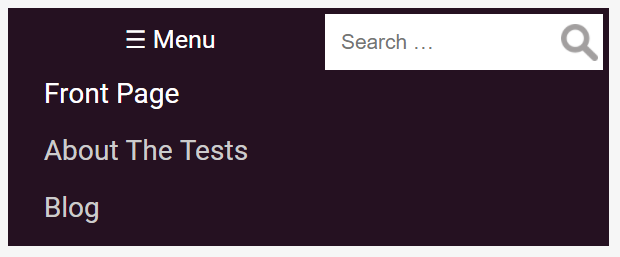 ☰ Menu
Search …
Front Page
About The Tests
Blog